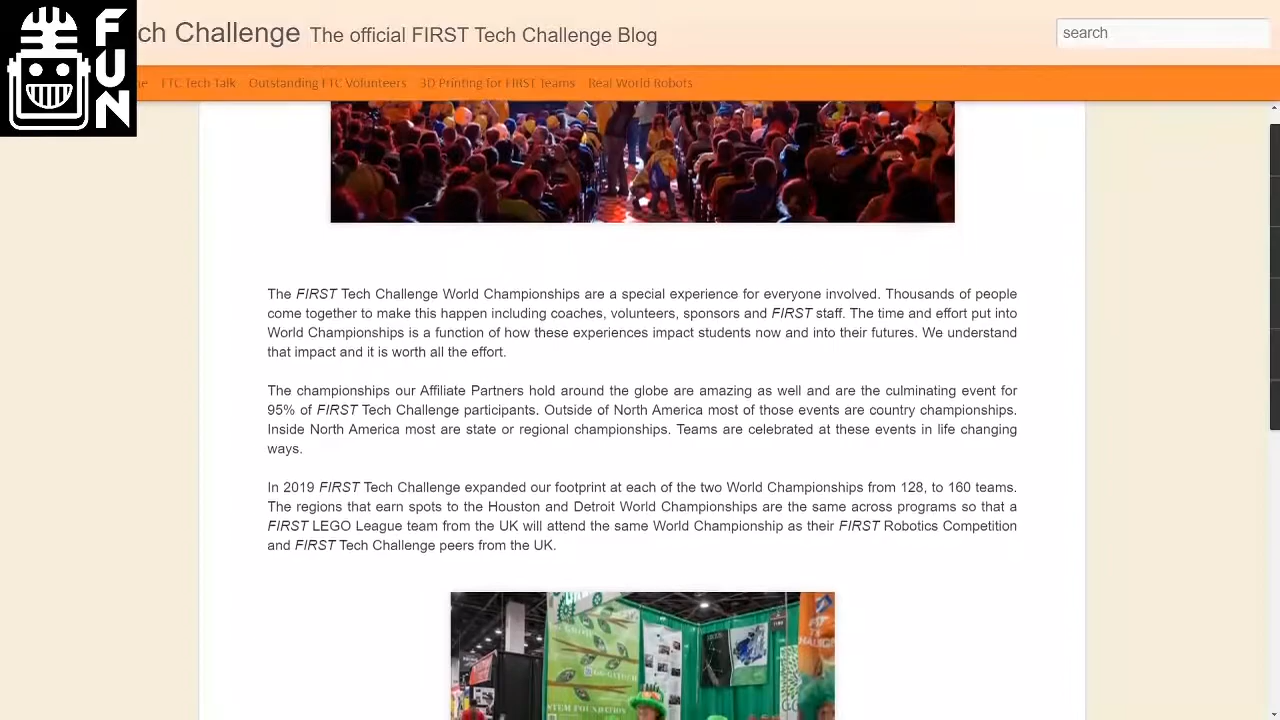 FUN
ch Challenge The official FIRST Tech Challenge Blog
search
FTC Tech Talk Outstanding FTC Volunteers 3D Printing for FIRST Teams Real World Robots
The FIRST Tech Challenge World Championships are a special experience for everyone involved. Thousands of people
come together to make this happen including coaches, volunteers, sponsors and FIRST staff. The time and effort put into
World Championships is a function of how these experiences impact students now and into their futures. We understand
that impact and it is worth all the effort.
The championships our Affiliate Partners hold around the globe are amazing as well and are the culminating event for
95% of FIRST Tech Challenge participants. Outside of North America most of those events are country championships.
Inside North America most are state or regional championships. Teams are celebrated at these events in life changing
ways.
In 2019 FIRST Tech Challenge expanded our footprint at each of the two World Championships from 128, to 160 teams.
The regions that earn spots to the Houston and Detroit World Championships are the same across programs so that a
FIRST LEGO League team from the UK will attend the same World Championship as their FIRST Robotics Competition
and FIRST Tech Challenge peers from the UK.